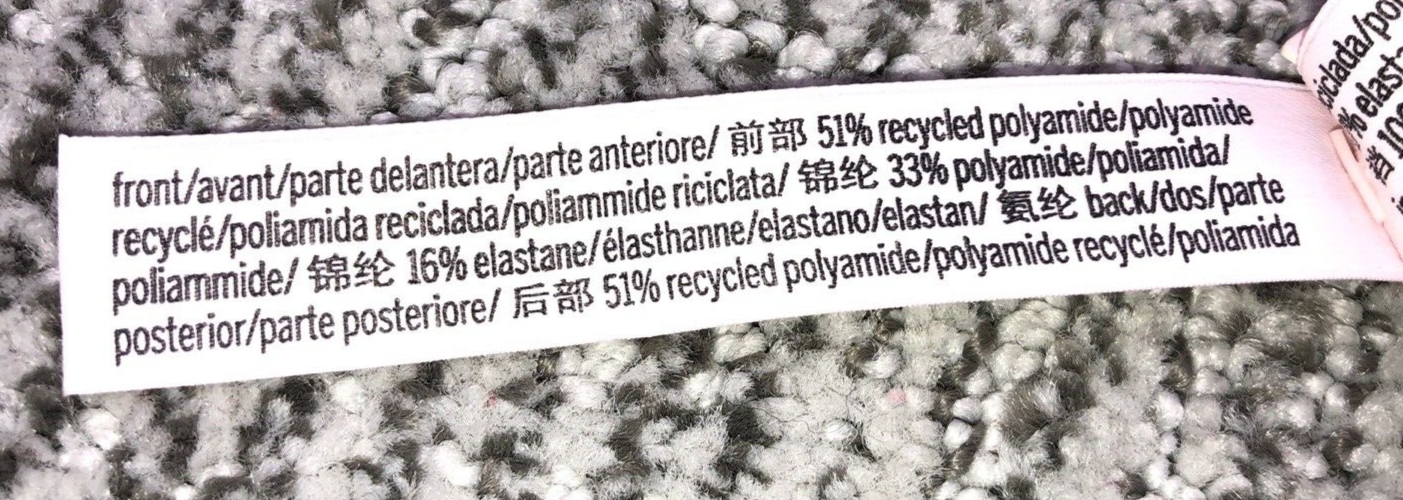 front/avant/parte delantera/parte anteriore/ 前部 51% recycled polyamide/polyamide
recyclé/poliamida reciclada/poliammide riciclata/ 锦纶 33% polyamide/poliamida/
poliammide/ 锦纶 16% elastane/élasthanne/elastano/elastan/ 氨纶 back/dos/parte
posterior/parte posteriore/ 后部 51% recycled polyamide/polyamide recyclé/poliamida